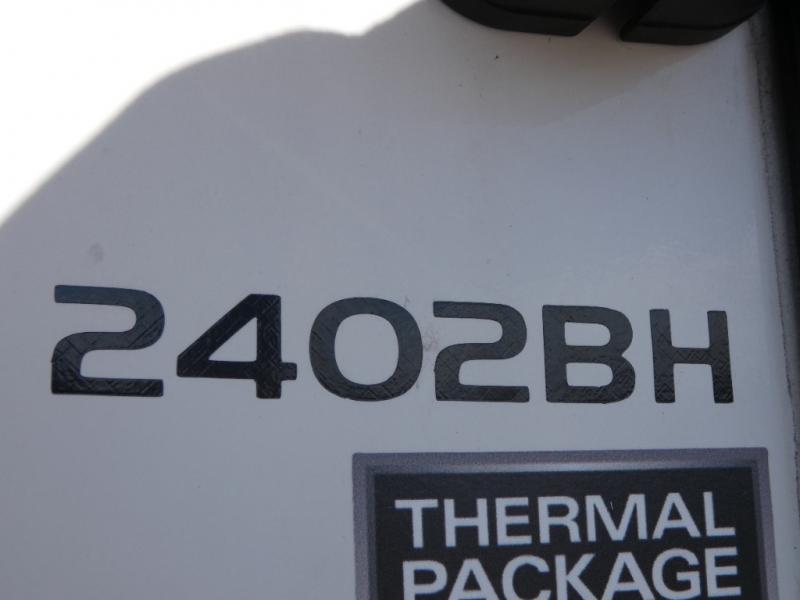 2402BH
THERMAL
PACKAGE